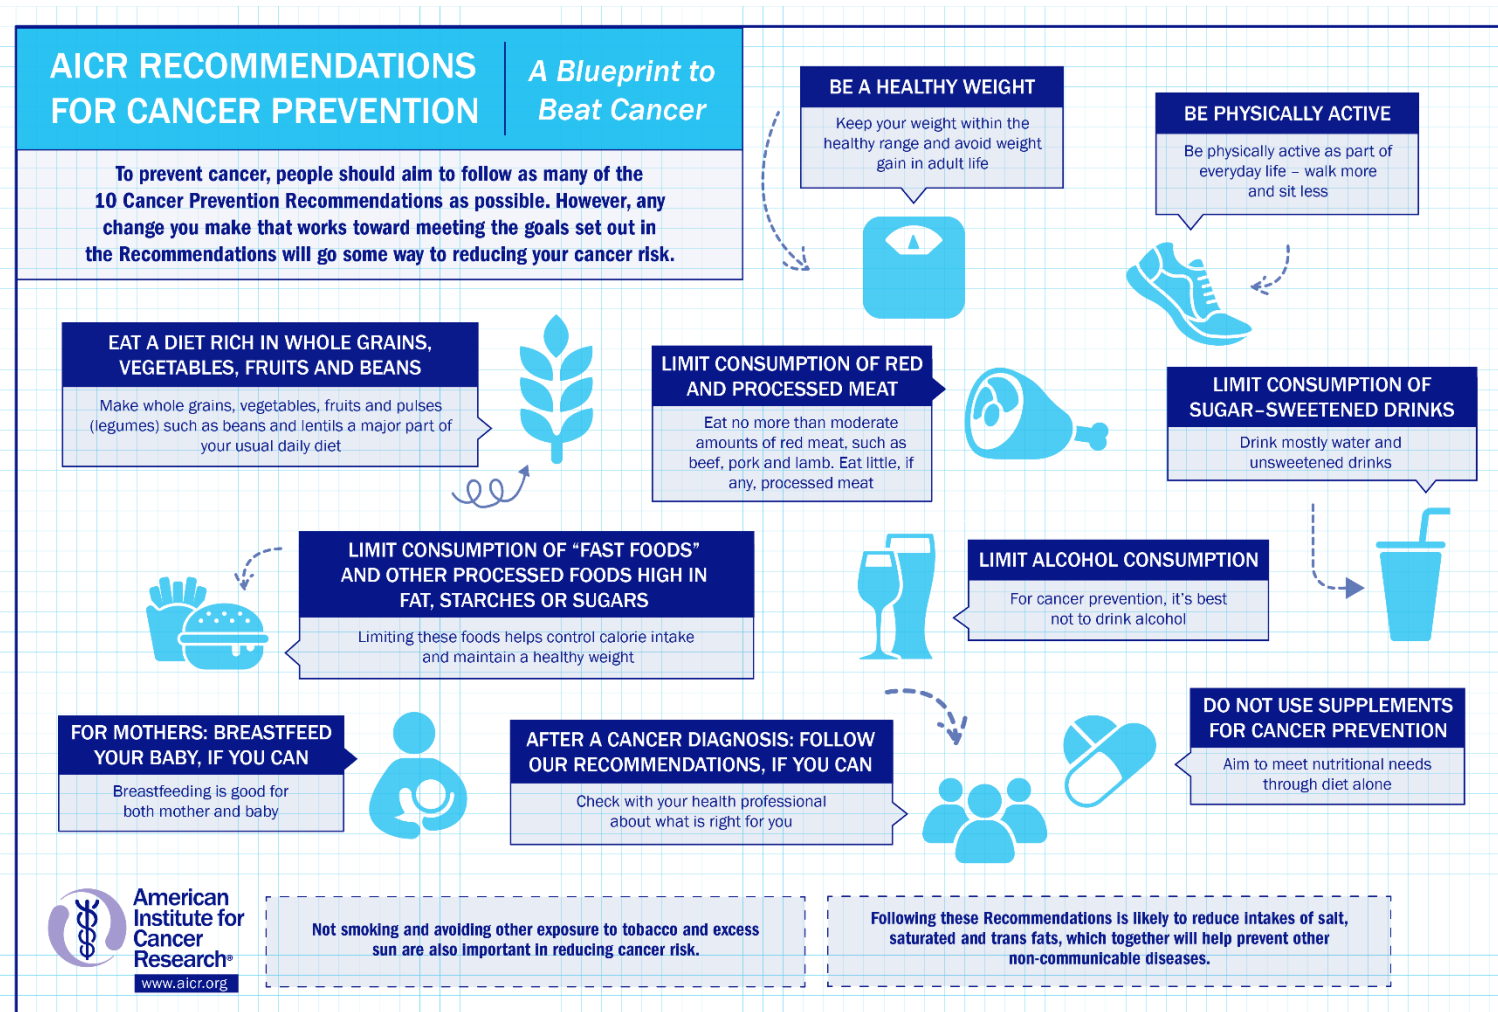 AICR RECOMMENDATIONS
FOR CANCER PREVENTION
A Blueprint to
Beat Cancer
To prevent cancer, people should aim to follow as many of the
10 Cancer Prevention Recommendations as possible. However, any
change you make that works toward meeting the goals set out in
the Recommendations will go some way to reducing your cancer risk.
BE A HEALTHY WEIGHT
Keep your weight within the
healthy range and avoid weight
gain in adult life
BE PHYSICALLY ACTIVE
Be physically active as part of
everyday life – walk more
and sit less
EAT A DIET RICH IN WHOLE GRAINS,
VEGETABLES, FRUITS AND BEANS
Make whole grains, vegetables, fruits and pulses
(legumes) such as beans and lentils a major part of
your usual daily diet
LIMIT CONSUMPTION OF RED
AND PROCESSED MEAT
Eat no more than moderate
amounts of red meat, such as
beef, pork and lamb. Eat little, if
any, processed meat
LIMIT CONSUMPTION OF
SUGAR–SWEETENED DRINKS
Drink mostly water and
unsweetened drinks
LIMIT CONSUMPTION OF “FAST FOODS”
AND OTHER PROCESSED FOODS HIGH IN
FAT, STARCHES OR SUGARS
Limiting these foods helps control calorie intake
and maintain a healthy weight
LIMIT ALCOHOL CONSUMPTION
For cancer prevention, it’s best
not to drink alcohol
FOR MOTHERS: BREASTFEED
YOUR BABY, IF YOU CAN
Breastfeeding is good for
both mother and baby
AFTER A CANCER DIAGNOSIS: FOLLOW
OUR RECOMMENDATIONS, IF YOU CAN
Check with your health professional
about what is right for you
DO NOT USE SUPPLEMENTS
FOR CANCER PREVENTION
Aim to meet nutritional needs
through diet alone
American
Institute for
Cancer
Research®
www.aicr.org
Not smoking and avoiding other exposure to tobacco and excess
sun are also important in reducing cancer risk.
Following these Recommendations is likely to reduce intakes of salt,
saturated and trans fats, which together will help prevent other
non-communicable diseases.